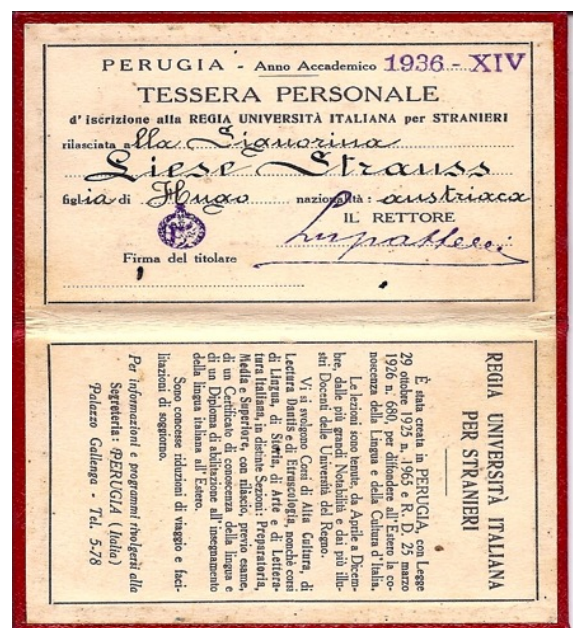 PERUGIA - Anno Accademico 1936 - XIV
TESSERA PERSONALE
d'iscrizione alla REGIA UNIVERSITÀ ITALIANA per STRANIERI
rilasciata alla Signorina
Liese Strauss
figlia di Hugo nazionalità: austriaca
IL RETTORE
Firma del titolare
REGIA UNIVERSITÀ ITALIANA
PER STRANIERI
È stata creata in PERUGIA, con Legge
29 ottobre 1925 n. 1965 e R. D. 25 marzo
1926 n. 680, per diffondere all'Estero la co-
noscenza della Lingua e della Cultura d'Italia.
Le lezioni sono tenute, da Aprile a Dicem-
bre, dalle più grandi Notabilità e dai più illu-
stri Docenti delle Università del Regno.
Vi si svolgono Corsi di Alta Cultura, di
Lectura Dantis e di Etruscologia, nonchè corsi
di Lingua, di Storia, di Arte e di Lettera-
tura Italiana, in distinte Sezioni: Preparatoria,
Media e Superiore, con rilascio, previo esame,
di un Certificato di conoscenza della lingua e
di un Diploma di abilitazione all'insegnamento
della lingua italiana all'Estero.
Sono concesse riduzioni di viaggio e faci-
litazioni di soggiorno.
Per informazioni e programmi rivolgersi alla
Segreteria: PERUGIA (Italia)
Palazzo Gallenga - Tel. 5-78